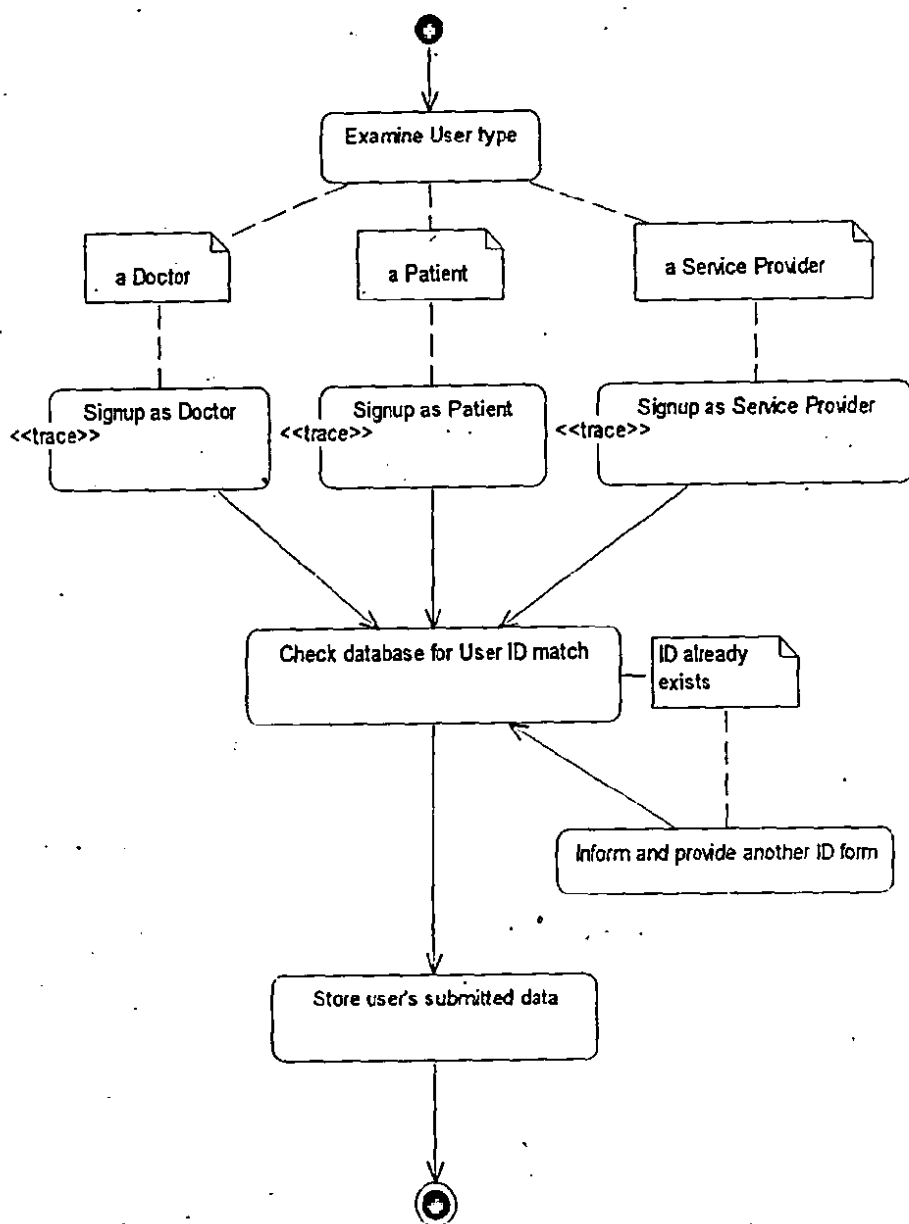 Examine User type
a Doctor
a Patient
a Service Provider
Signup as Doctor
<<trace>>
Signup as Patient
<<trace>>
Signup as Service Provider
<<trace>>
Check database for User ID match
ID already
exists
Inform and provide another ID form
Store user's submitted data